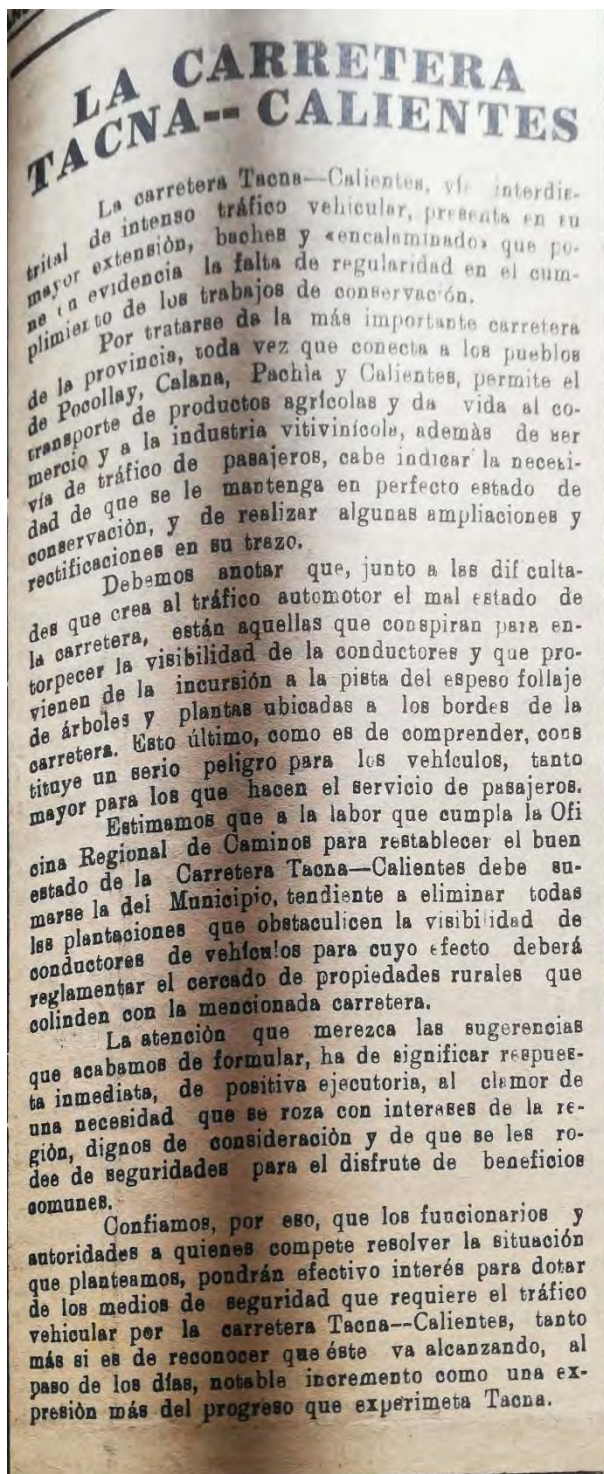 LA CARRETERA
TACNA-- CALIENTES
La carretera Tacna—Calientes, vía interdis-
trital de intenso tráfico vehicular, presenta en su
mayor extensión, baches y «encalaminado» que po-
ne en evidencia la falta de regularidad en el cum-
plimierto de los trabajos de conservación.
Por tratarse da la más importante carretera
de la provincia, toda vez que conecta a los pueblos
de Pocollay, Calana, Pachìa y Calientes, permite el
transporte de productos agrícolas y da vida al co-
mercio y a la industria vitivinícola, ademàs de ser
vía de tráfico de pasajeros, cabe indicar la necesi-
dad de que se le mantenga en perfecto estado de
conservación, y de realizar algunas ampliaciones y
rectificaciones en su trazo.
Debemos anotar que, junto a las dificulta-
des que crea al tráfico automotor el mal estado de
la carretera, están aquellas que conspiran para en-
torpecer la visibilidad de la conductores y que pro-
vienen de la incursión a la pista del espeso follaje
de árboles y plantas ubicadas a los bordes de la
carretera. Esto último, como es de comprender, cons
tituye un serio peligro para los vehículos, tanto
mayor para los que hacen el servicio de pasajeros.
Estimamos que a la labor que cumpla la Ofi
cina Regional de Caminos para restablecer el buen
estado de la Carretera Tacna—Calientes debe su-
marse la del Municipio, tendiente a eliminar todas
las plantaciones que obstaculicen la visibilidad de
conductores de vehículos para cuyo efecto deberá
reglamentar el cercado de propiedades rurales que
colinden con la mencionada carretera.
La atenciòn que merezca las sugerencias
que acabamos de formular, ha de significar respues-
ta inmediata, de positiva ejecutoria, al clamor de
una necesidad que se roza con intereses de la re-
giòn, dignos de consideraciòn y de que se les ro-
dee de seguridades para el disfrute de beneficios
comunes.
Confiamos, por eso, que los funcionarios y
autoridades a quienes compete resolver la situaciòn
que planteamos, pondrán efectivo interés para dotar
de los medios de seguridad que requiere el tráfico
vehicular por la carretera Tacna--Calientes, tanto
más si es de reconocer que éste va alcanzando, al
paso de los días, notable incremento como una ex-
presiòn más del progreso que experimeta Tacna.